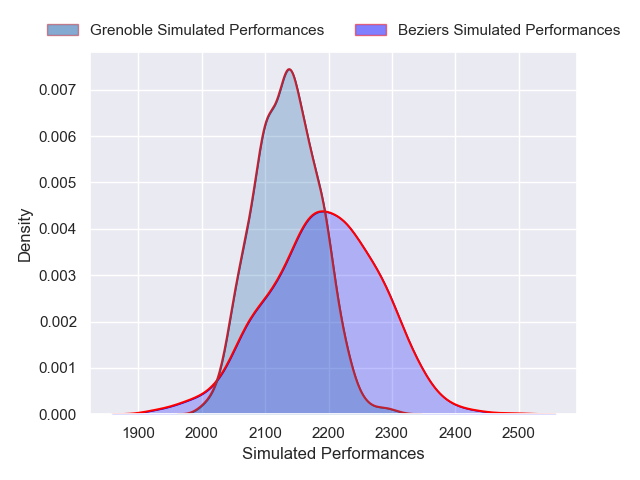 Grenoble Simulated Performances
Beziers Simulated Performances
0.007
0.006
0.005
0.004
0.003
0.002
0.001
0.000
Density
1900 2000 2100 2200 2300 2400 2500
Simulated Performances